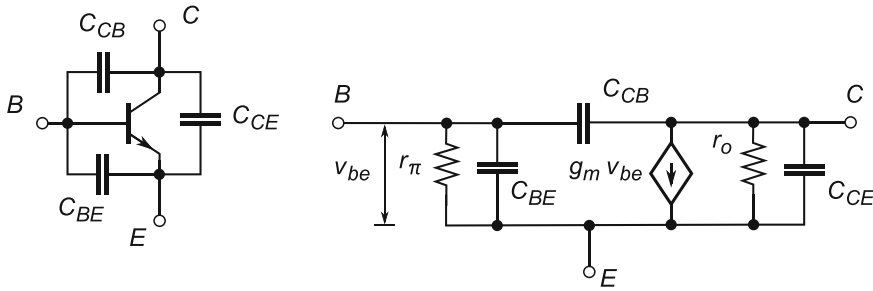 C
C_CB
B
C_CE
C_BE
E
B
C_CB
C
v_be
r_π
C_BE
g_m v_be
r_o
C_CE
E